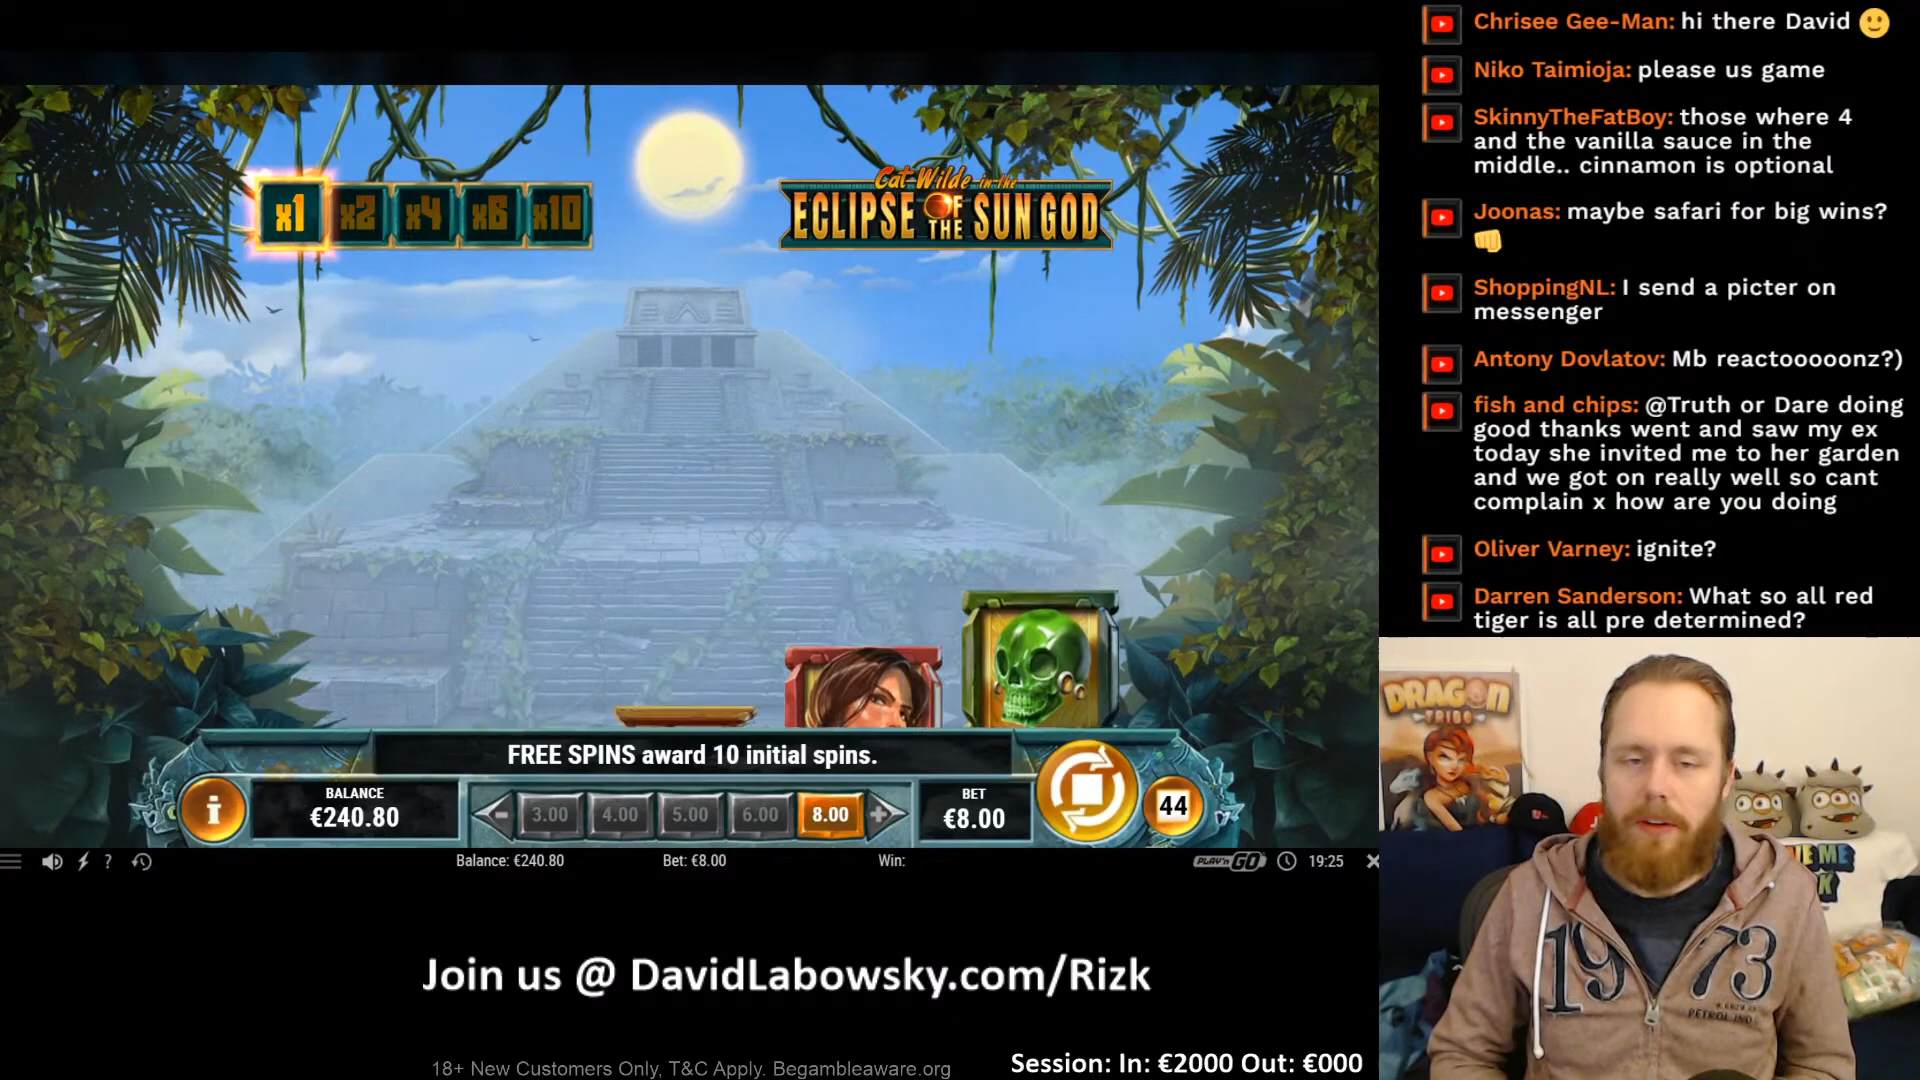 x1 x2 x4 x6 x10
Cat Wilde in the
ECLIPSE OF THE SUN GOD
FREE SPINS award 10 initial spins.
BALANCE
€240.80
3.00 4.00 5.00 6.00 8.00
BET
€8.00
44
Balance: €240.80 Bet: €8.00 Win:
PLAY'n GO 19:25
Join us @ DavidLabowsky.com/Rizk
18+ New Customers Only, T&C Apply. Begambleaware.org
Session: In: €2000 Out: €000
Chrisee Gee-Man: hi there David
Niko Taimioja: please us game
SkinnyTheFatBoy: those where 4
and the vanilla sauce in the
middle.. cinnamon is optional
Joonas: maybe safari for big wins?
ShoppingNL: I send a picter on
messenger
Antony Dovlatov: Mb reactooooonz?)
fish and chips: @Truth or Dare doing
good thanks went and saw my ex
today she invited me to her garden
and we got on really well so cant
complain x how are you doing
Oliver Varney: ignite?
Darren Sanderson: What so all red
tiger is all pre determined?
DRAGON
TRIBE
1973